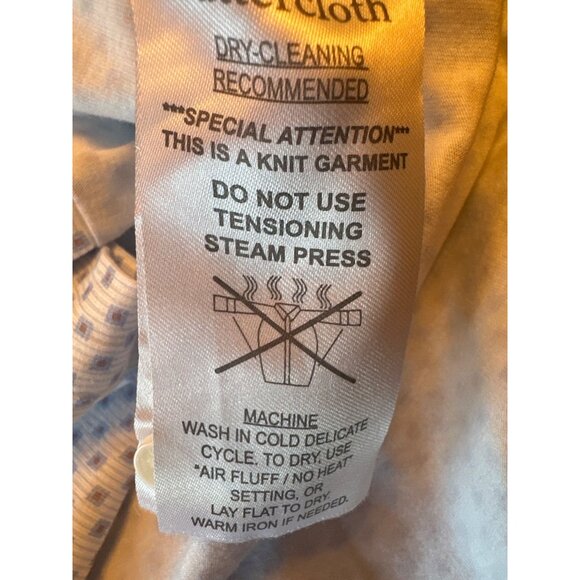 DRY-CLEANING
RECOMMENDED
***SPECIAL ATTENTION***
THIS IS A KNIT GARMENT
DO NOT USE
TENSIONING
STEAM PRESS
MACHINE
WASH IN COLD DELICATE
CYCLE. TO DRY, USE
"AIR FLUFF / NO HEAT"
SETTING, OR
LAY FLAT TO DRY.
WARM IRON IF NEEDED.